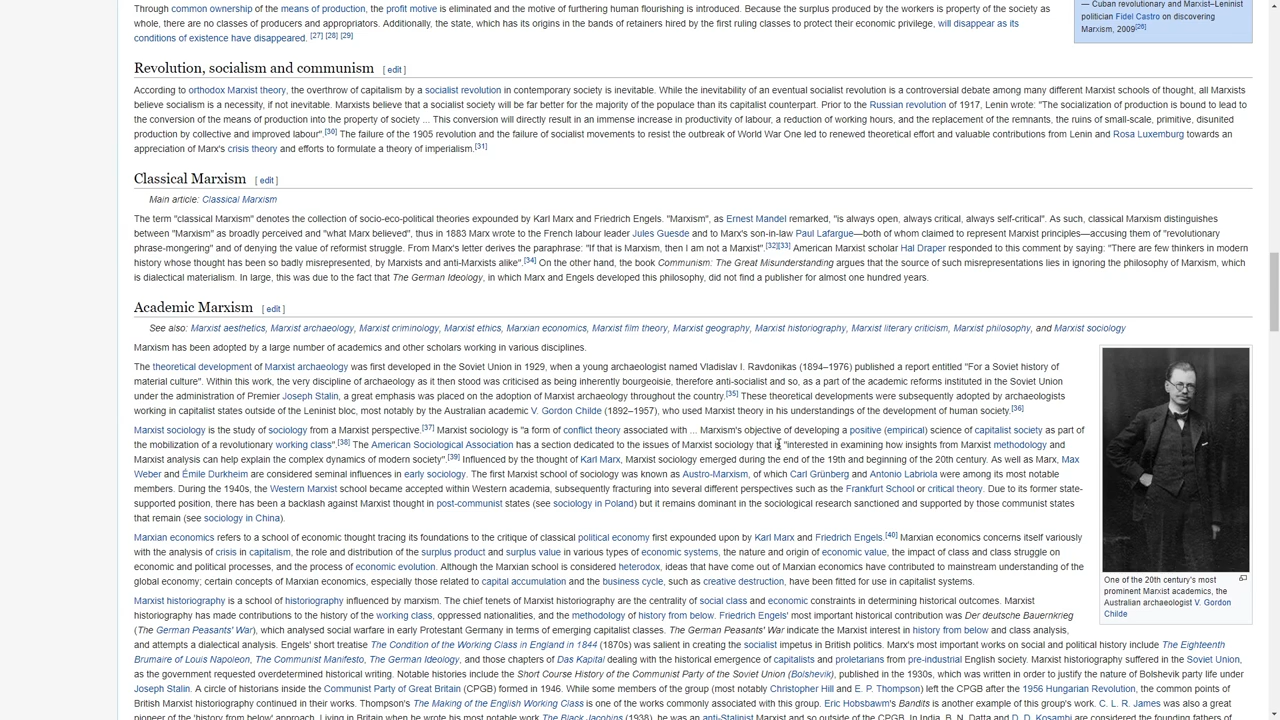 Through common ownership of the means of production, the profit motive is eliminated and the motive of furthering human flourishing is introduced. Because the surplus produced by the workers is property of the society as
whole, there are no classes of producers and appropriators. Additionally, the state, which has its origins in the bands of retainers hired by the first ruling classes to protect their economic privilege, will disappear as its
conditions of existence have disappeared. [27] [28] [29]
— Cuban revolutionary and Marxist–Leninist
politician Fidel Castro on discovering
Marxism, 2009[26]
Revolution, socialism and communism [ edit ]
According to orthodox Marxist theory, the overthrow of capitalism by a socialist revolution in contemporary society is inevitable. While the inevitability of an eventual socialist revolution is a controversial debate among many different Marxist schools of thought, all Marxists
believe socialism is a necessity, if not inevitable. Marxists believe that a socialist society will be far better for the majority of the populace than its capitalist counterpart. Prior to the Russian revolution of 1917, Lenin wrote: "The socialization of production is bound to lead to
the conversion of the means of production into the property of society ... This conversion will directly result in an immense increase in productivity of labour, a reduction of working hours, and the replacement of the remnants, the ruins of small-scale, primitive, disunited
production by collective and improved labour".[30] The failure of the 1905 revolution and the failure of socialist movements to resist the outbreak of World War One led to renewed theoretical effort and valuable contributions from Lenin and Rosa Luxemburg towards an
appreciation of Marx's crisis theory and efforts to formulate a theory of imperialism.[31]
Classical Marxism [ edit ]
Main article: Classical Marxism
The term "classical Marxism" denotes the collection of socio-eco-political theories expounded by Karl Marx and Friedrich Engels. "Marxism", as Ernest Mandel remarked, "is always open, always critical, always self-critical". As such, classical Marxism distinguishes
between "Marxism" as broadly perceived and "what Marx believed", thus in 1883 Marx wrote to the French labour leader Jules Guesde and to Marx's son-in-law Paul Lafargue—both of whom claimed to represent Marxist principles—accusing them of "revolutionary
phrase-mongering" and of denying the value of reformist struggle. From Marx's letter derives the paraphrase: "If that is Marxism, then I am not a Marxist".[32][33] American Marxist scholar Hal Draper responded to this comment by saying: "There are few thinkers in modern
history whose thought has been so badly misrepresented, by Marxists and anti-Marxists alike".[34] On the other hand, the book Communism: The Great Misunderstanding argues that the source of such misrepresentations lies in ignoring the philosophy of Marxism, which
is dialectical materialism. In large, this was due to the fact that The German Ideology, in which Marx and Engels developed this philosophy, did not find a publisher for almost one hundred years.
Academic Marxism [ edit ]
See also: Marxist aesthetics, Marxist archaeology, Marxist criminology, Marxist ethics, Marxian economics, Marxist film theory, Marxist geography, Marxist historiography, Marxist literary criticism, Marxist philosophy, and Marxist sociology
Marxism has been adopted by a large number of academics and other scholars working in various disciplines.
The theoretical development of Marxist archaeology was first developed in the Soviet Union in 1929, when a young archaeologist named Vladislav I. Ravdonikas (1894–1976) published a report entitled "For a Soviet history of
material culture". Within this work, the very discipline of archaeology as it then stood was criticised as being inherently bourgeoisie, therefore anti-socialist and so, as a part of the academic reforms instituted in the Soviet Union
under the administration of Premier Joseph Stalin, a great emphasis was placed on the adoption of Marxist archaeology throughout the country.[35] These theoretical developments were subsequently adopted by archaeologists
working in capitalist states outside of the Leninist bloc, most notably by the Australian academic V. Gordon Childe (1892–1957), who used Marxist theory in his understandings of the development of human society.[36]
Marxist sociology is the study of sociology from a Marxist perspective.[37] Marxist sociology is "a form of conflict theory associated with ... Marxism's objective of developing a positive (empirical) science of capitalist society as part of
the mobilization of a revolutionary working class".[38] The American Sociological Association has a section dedicated to the issues of Marxist sociology that is "interested in examining how insights from Marxist methodology and
Marxist analysis can help explain the complex dynamics of modern society".[39] Influenced by the thought of Karl Marx, Marxist sociology emerged during the end of the 19th and beginning of the 20th century. As well as Marx, Max
Weber and Émile Durkheim are considered seminal influences in early sociology. The first Marxist school of sociology was known as Austro-Marxism, of which Carl Grünberg and Antonio Labriola were among its most notable
members. During the 1940s, the Western Marxist school became accepted within Western academia, subsequently fracturing into several different perspectives such as the Frankfurt School or critical theory. Due to its former state-
supported position, there has been a backlash against Marxist thought in post-communist states (see sociology in Poland) but it remains dominant in the sociological research sanctioned and supported by those communist states
that remain (see sociology in China).
Marxian economics refers to a school of economic thought tracing its foundations to the critique of classical political economy first expounded upon by Karl Marx and Friedrich Engels.[40] Marxian economics concerns itself variously
with the analysis of crisis in capitalism, the role and distribution of the surplus product and surplus value in various types of economic systems, the nature and origin of economic value, the impact of class and class struggle on
economic and political processes, and the process of economic evolution. Although the Marxian school is considered heterodox, ideas that have come out of Marxian economics have contributed to mainstream understanding of the
global economy; certain concepts of Marxian economics, especially those related to capital accumulation and the business cycle, such as creative destruction, have been fitted for use in capitalist systems.
One of the 20th century's most
prominent Marxist academics, the
Australian archaeologist V. Gordon
Childe
Marxist historiography is a school of historiography influenced by marxism. The chief tenets of Marxist historiography are the centrality of social class and economic constraints in determining historical outcomes. Marxist
historiography has made contributions to the history of the working class, oppressed nationalities, and the methodology of history from below. Friedrich Engels' most important historical contribution was Der deutsche Bauernkrieg
(The German Peasants' War), which analysed social warfare in early Protestant Germany in terms of emerging capitalist classes. The German Peasants' War indicate the Marxist interest in history from below and class analysis,
and attempts a dialectical analysis. Engels' short treatise The Condition of the Working Class in England in 1844 (1870s) was salient in creating the socialist impetus in British politics. Marx's most important works on social and political history include The Eighteenth
Brumaire of Louis Napoleon, The Communist Manifesto, The German Ideology, and those chapters of Das Kapital dealing with the historical emergence of capitalists and proletarians from pre-industrial English society. Marxist historiography suffered in the Soviet Union,
as the government requested overdetermined historical writing. Notable histories include the Short Course History of the Communist Party of the Soviet Union (Bolshevik), published in the 1930s, which was written in order to justify the nature of Bolshevik party life under
Joseph Stalin. A circle of historians inside the Communist Party of Great Britain (CPGB) formed in 1946. While some members of the group (most notably Christopher Hill and E. P. Thompson) left the CPGB after the 1956 Hungarian Revolution, the common points of
British Marxist historiography continued in their works. Thompson's The Making of the English Working Class is one of the works commonly associated with this group. Eric Hobsbawm's Bandits is another example of this group's work. C. L. R. James was also a great
pioneer of the 'history from below' approach. Living in Britain when he wrote his most notable work The Black Jacobins (1938), he was an anti-Stalinist Marxist and so outside of the CPGB. In India, B. N. Datta and D. D. Kosambi are considered the founding fathers of